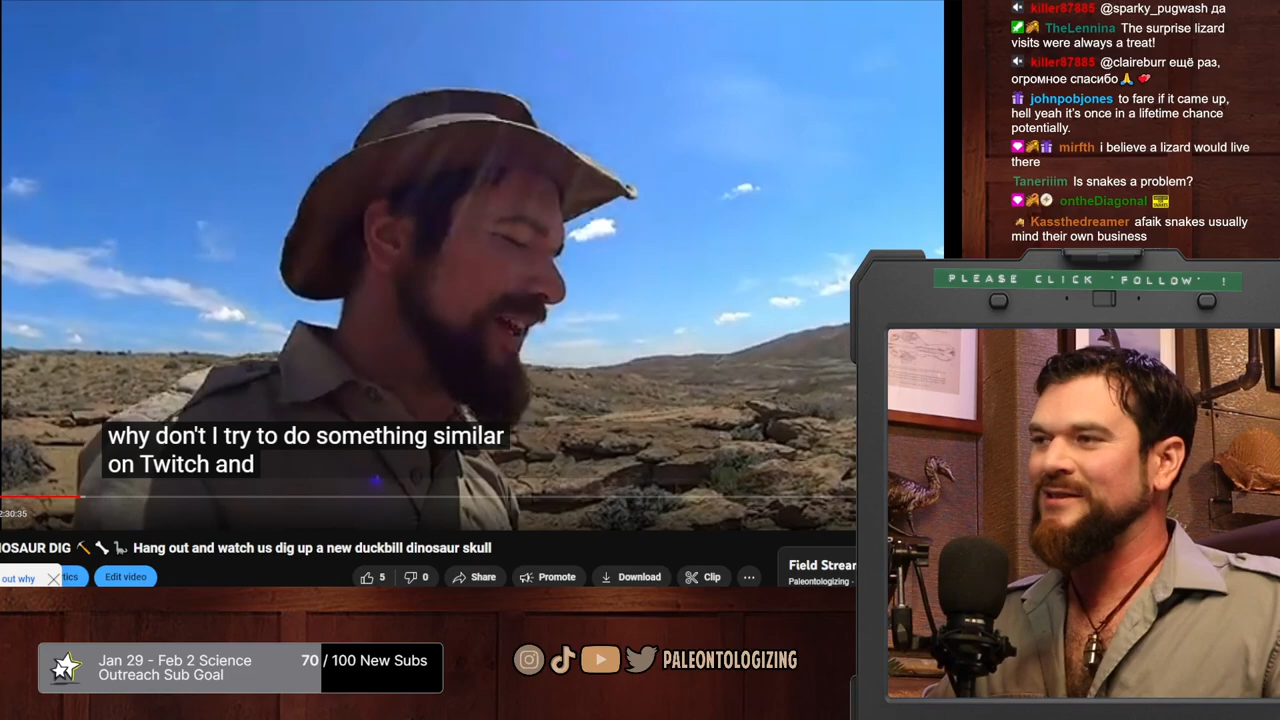 why don't I try to do something similar
on Twitch and
2:30:35
OSAUR DIG ⛏️ 🦴 🦕 Hang out and watch us dig up a new duckbill dinosaur skull
out why
tics
Edit video
5
0
Share
Promote
Download
Clip
Field Strea
Paleontologizing -
Jan 29 - Feb 2 Science
Outreach Sub Goal
70 / 100 New Subs
PALEONTOLOGIZING
killer87885 @sparky_pugwash да
TheLennina The surprise lizard
visits were always a treat!
killer87885 @claireburr ещё раз,
огромное спасибо🙏 💝
johnpobjones to fare if it came up,
hell yeah it's once in a lifetime chance
potentially.
mirfth i believe a lizard would live
there
Taneriiim Is snakes a problem?
ontheDiagonal
Kassthedreamer afaik snakes usually
mind their own business
PLEASE CLICK "FOLLOW" !